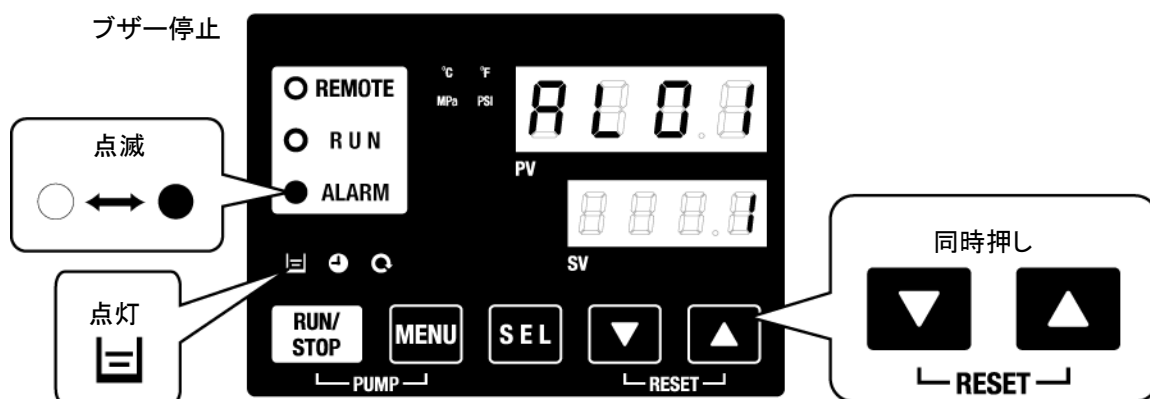 ブザー停止
REMOTE
RUN
ALARM
°C °F
MPa PSI
AL01
PV
1
SV
点滅
点灯
RUN/
STOP
MENU
SEL
PUMP
RESET
同時押し
RESET